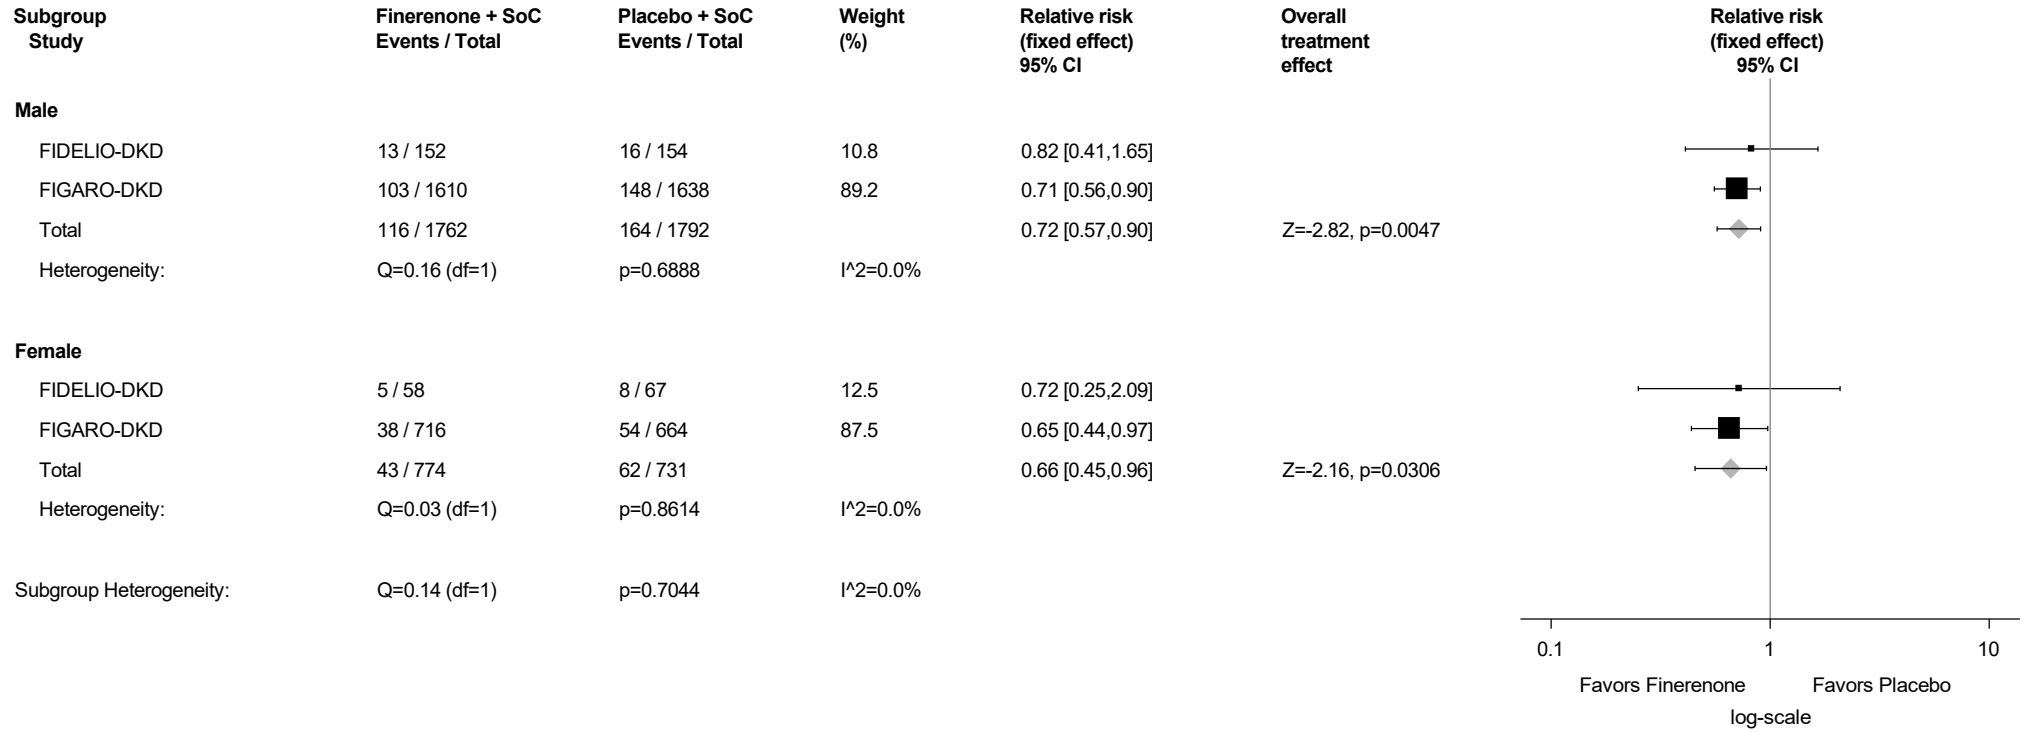 Subgroup Finerenone + SoC Placebo + SoC Weight Relative risk Overall Relative risk
Study Events / Total Events / Total (%) (fixed effect) treatment (fixed effect)
95% CI effect 95% CI
Male
FIDELIO-DKD 13 / 152 16 / 154 10.8 0.82 [0.41,1.65]
FIGARO-DKD 103 / 1610 148 / 1638 89.2 0.71 [0.56,0.90]
Total 116 / 1762 164 / 1792 0.72 [0.57,0.90] Z=-2.82, p=0.0047
Heterogeneity: Q=0.16 (df=1) p=0.6888 I^2=0.0%
Female
FIDELIO-DKD 5 / 58 8 / 67 12.5 0.72 [0.25,2.09]
FIGARO-DKD 38 / 716 54 / 664 87.5 0.65 [0.44,0.97]
Total 43 / 774 62 / 731 0.66 [0.45,0.96] Z=-2.16, p=0.0306
Heterogeneity: Q=0.03 (df=1) p=0.8614 I^2=0.0%
Subgroup Heterogeneity: Q=0.14 (df=1) p=0.7044 I^2=0.0%
0.1 1 10
Favors Finerenone Favors Placebo
log-scale